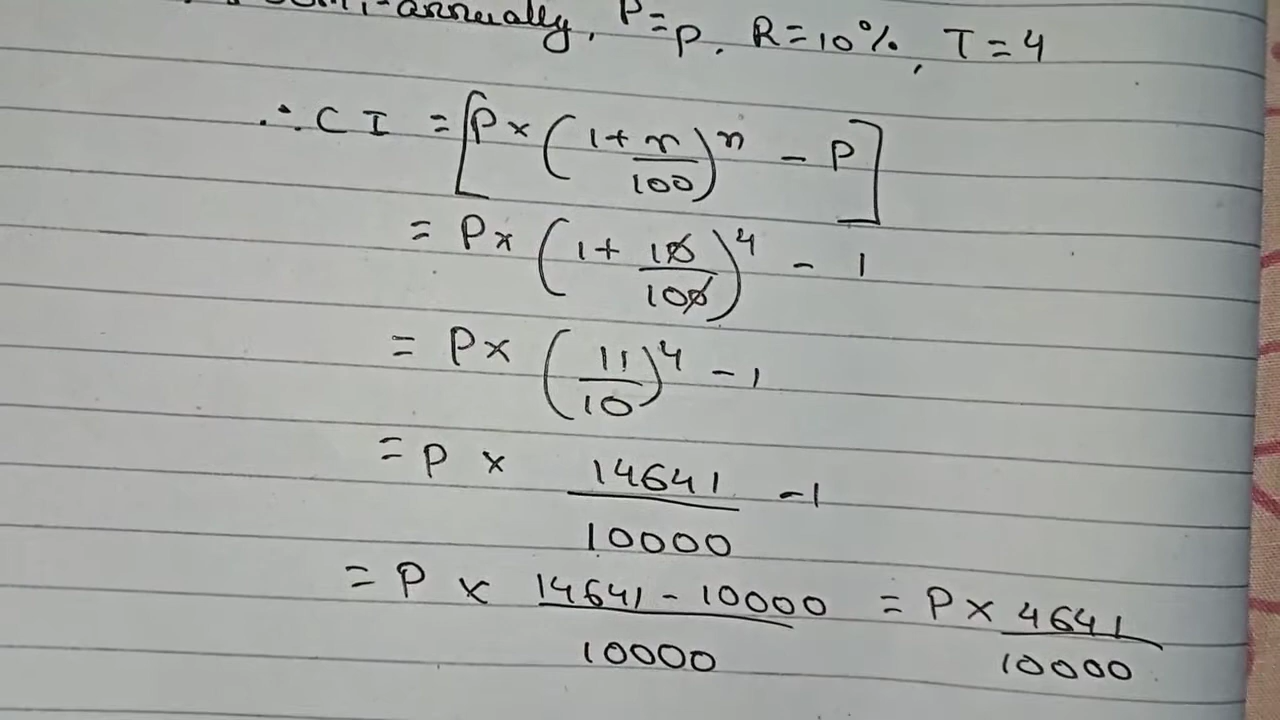 semi-annually, P=p. R=10%, T=4
∴ CI = [P× (1+r/100)^n - P]
= P× (1+10/100)^4 - 1
= P× (11/10)^4 - 1
= P × 14641/10000 - 1
= P × 14641-10000/10000 = P× 4641/10000